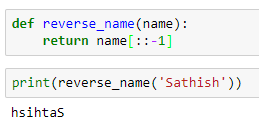 def reverse_name(name):
    return name[::-1]
print(reverse_name('Sathish'))
hsihtaS